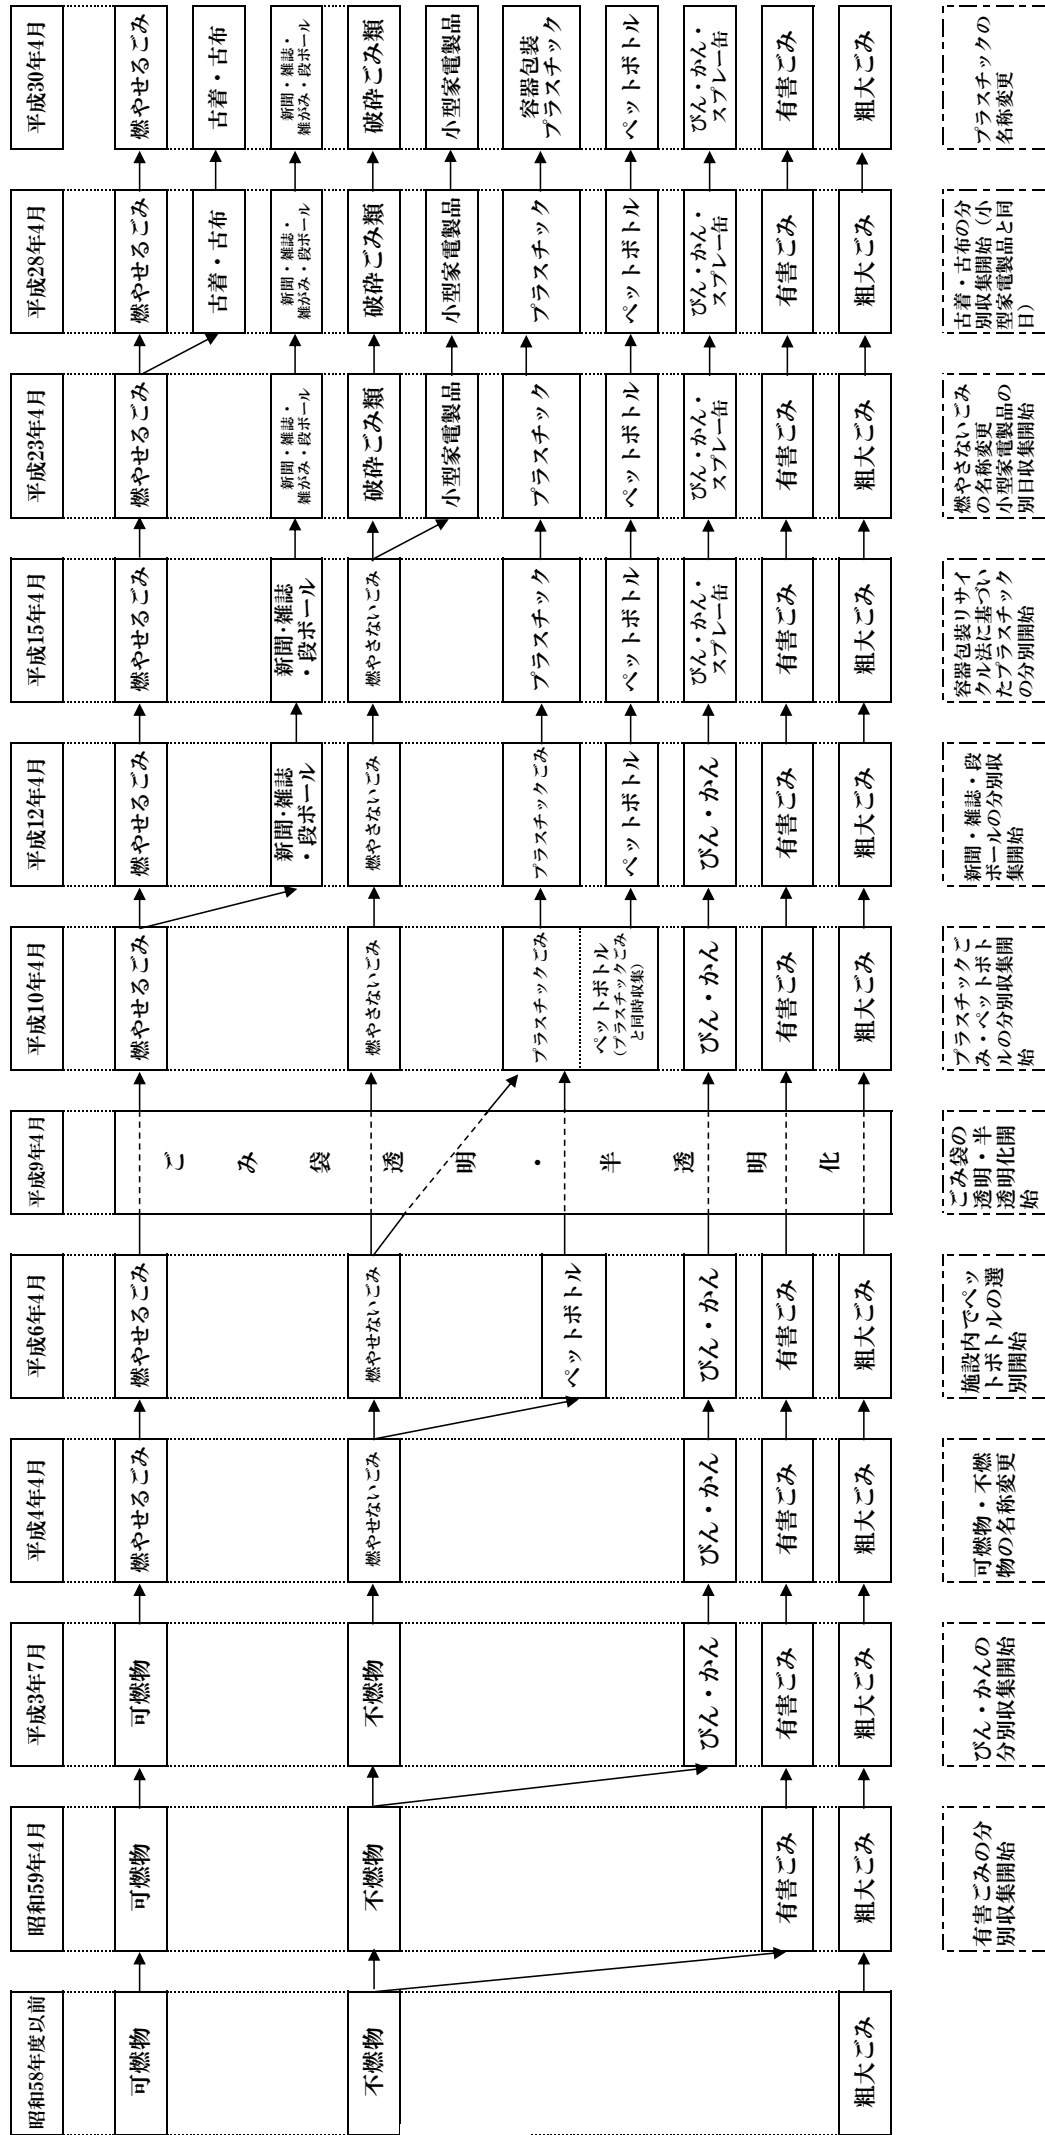 昭和58年度以前
可燃物
不燃物
粗大ごみ
昭和59年4月
可燃物
不燃物
有害ごみ
粗大ごみ
有害ごみの分
別収集開始
平成3年7月
可燃物
不燃物
びん・かん
有害ごみ
粗大ごみ
びん・かんの
分別収集開始
平成4年4月
燃やせるごみ
燃やせないごみ
びん・かん
有害ごみ
粗大ごみ
可燃物・不燃
物の名称変更
平成6年4月
燃やせるごみ
燃やせないごみ
ペットボトル
びん・かん
有害ごみ
粗大ごみ
施設内でペッ
トボトルの選
別開始
平成9年4月
ごみ袋透明・半透明化
ごみ袋の
透明・半
透明化開
始
平成10年4月
燃やせるごみ
燃やさないごみ
プラスチックごみ
ペットボトル
(プラスチックごみ
と同時収集)
びん・かん
有害ごみ
粗大ごみ
プラスチックご
み・ペットボト
ルの分別収集開
始
平成12年4月
燃やせるごみ
新聞・雑誌
・段ボール
燃やさないごみ
プラスチックごみ
ペットボトル
びん・かん
有害ごみ
粗大ごみ
新聞・雑誌・段
ボールの分別収
集開始
平成15年4月
燃やせるごみ
新聞・雑誌
・段ボール
燃やさないごみ
プラスチック
ペットボトル
びん・かん・
スプレー缶
有害ごみ
粗大ごみ
容器包装リサイ
クル法に基づい
たプラスチック
の分別開始
平成23年4月
燃やせるごみ
新聞・雑誌・
雑がみ・段ボール
破砕ごみ類
小型家電製品
プラスチック
ペットボトル
びん・かん・
スプレー缶
有害ごみ
粗大ごみ
燃やさないごみ
の名称変更
小型家電製品の
別日収集開始
平成28年4月
燃やせるごみ
古着・古布
新聞・雑誌・
雑がみ・段ボール
破砕ごみ類
小型家電製品
プラスチック
ペットボトル
びん・かん・
スプレー缶
有害ごみ
粗大ごみ
古着・古布の分
別収集開始(小
型家電製品と同
日)
平成30年4月
燃やせるごみ
古着・古布
新聞・雑誌・
雑がみ・段ボール
破砕ごみ類
小型家電製品
容器包装
プラスチック
ペットボトル
びん・かん・
スプレー缶
有害ごみ
粗大ごみ
プラスチックの
名称変更